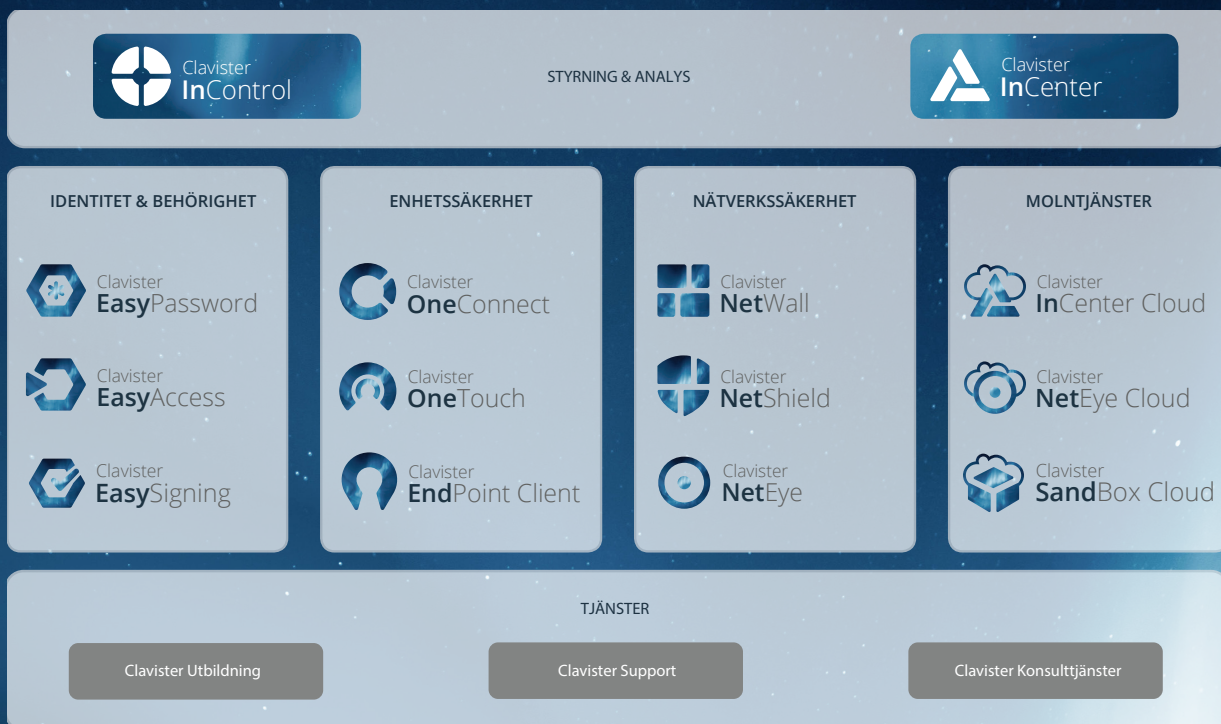 Clavister
InControl
STYRNING & ANALYS
Clavister
InCenter
IDENTITET & BEHÖRIGHET
Clavister
EasyPassword
Clavister
EasyAccess
Clavister
EasySigning
ENHETSSÄKERHET
Clavister
OneConnect
Clavister
OneTouch
Clavister
EndPoint Client
NÄTVERKSSÄKERHET
Clavister
NetWall
Clavister
NetShield
Clavister
NetEye
MOLNTJÄNSTER
Clavister
InCenter Cloud
Clavister
NetEye Cloud
Clavister
SandBox Cloud
TJÄNSTER
Clavister Utbildning
Clavister Support
Clavister Konsulttjänster